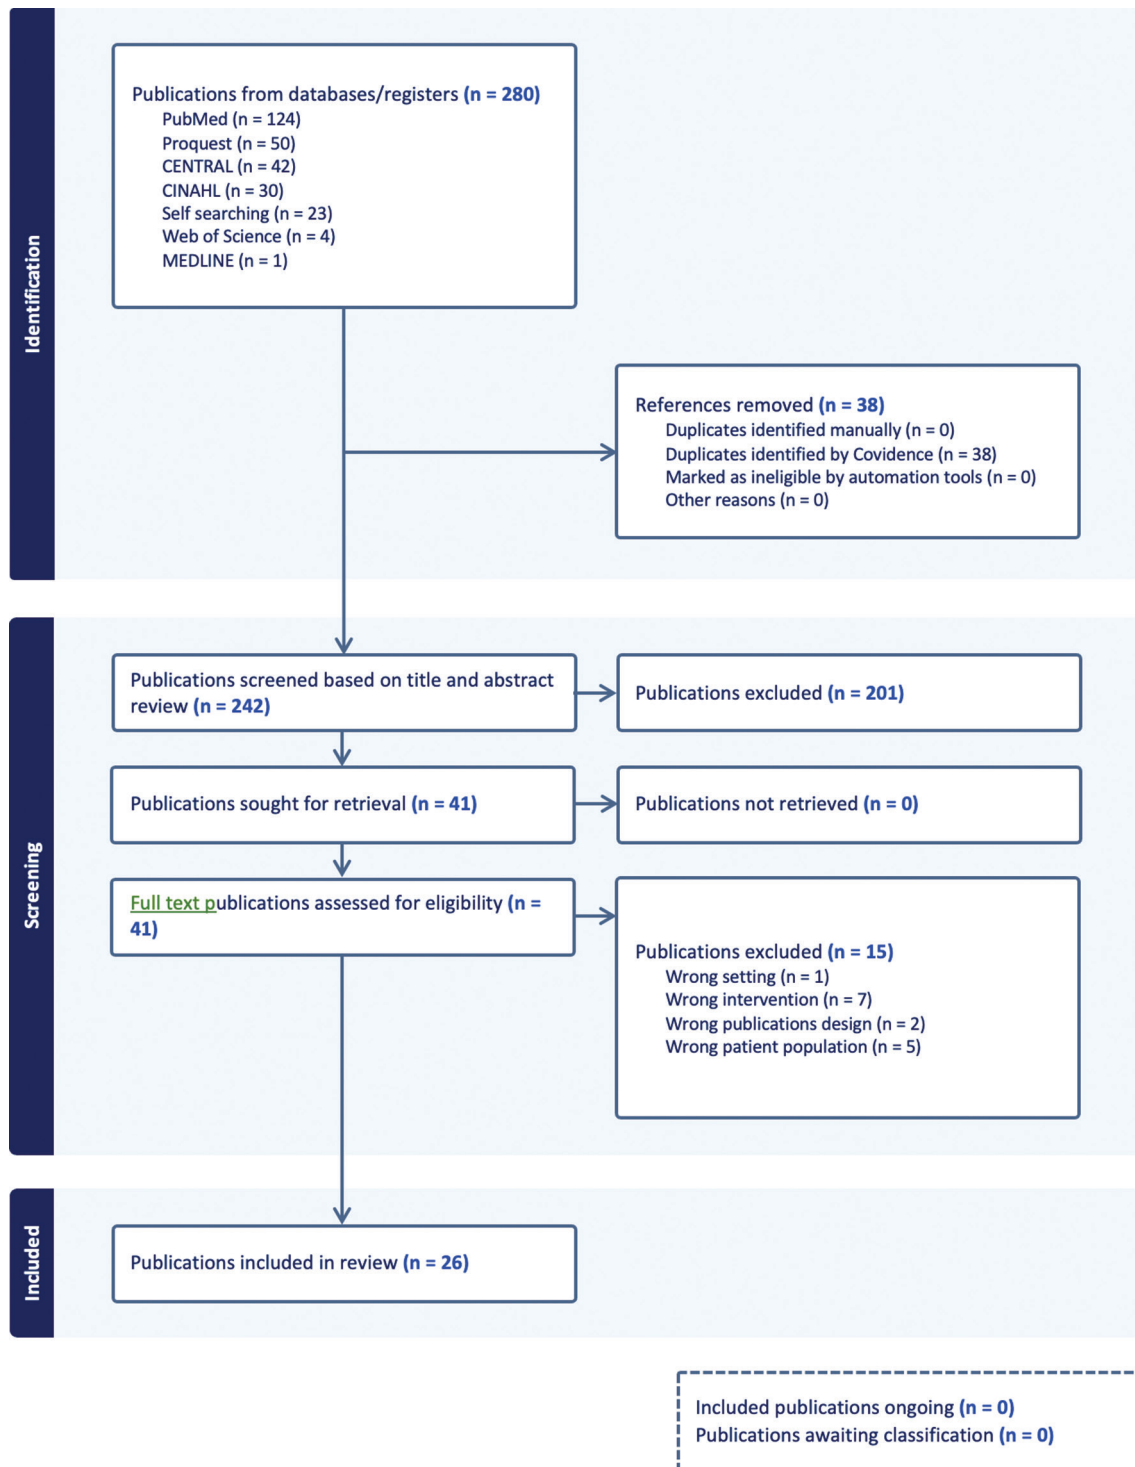 Identification
Publications from databases/registers (n = 280)
PubMed (n = 124)
Proquest (n = 50)
CENTRAL (n = 42)
CINAHL (n = 30)
Self searching (n = 23)
Web of Science (n = 4)
MEDLINE (n = 1)
References removed (n = 38)
Duplicates identified manually (n = 0)
Duplicates identified by Covidence (n = 38)
Marked as ineligible by automation tools (n = 0)
Other reasons (n = 0)
Screening
Publications screened based on title and abstract
review (n = 242)
Publications excluded (n = 201)
Publications sought for retrieval (n = 41)
Publications not retrieved (n = 0)
Full text publications assessed for eligibility (n =
41)
Publications excluded (n = 15)
Wrong setting (n = 1)
Wrong intervention (n = 7)
Wrong publications design (n = 2)
Wrong patient population (n = 5)
Included
Publications included in review (n = 26)
Included publications ongoing (n = 0)
Publications awaiting classification (n = 0)